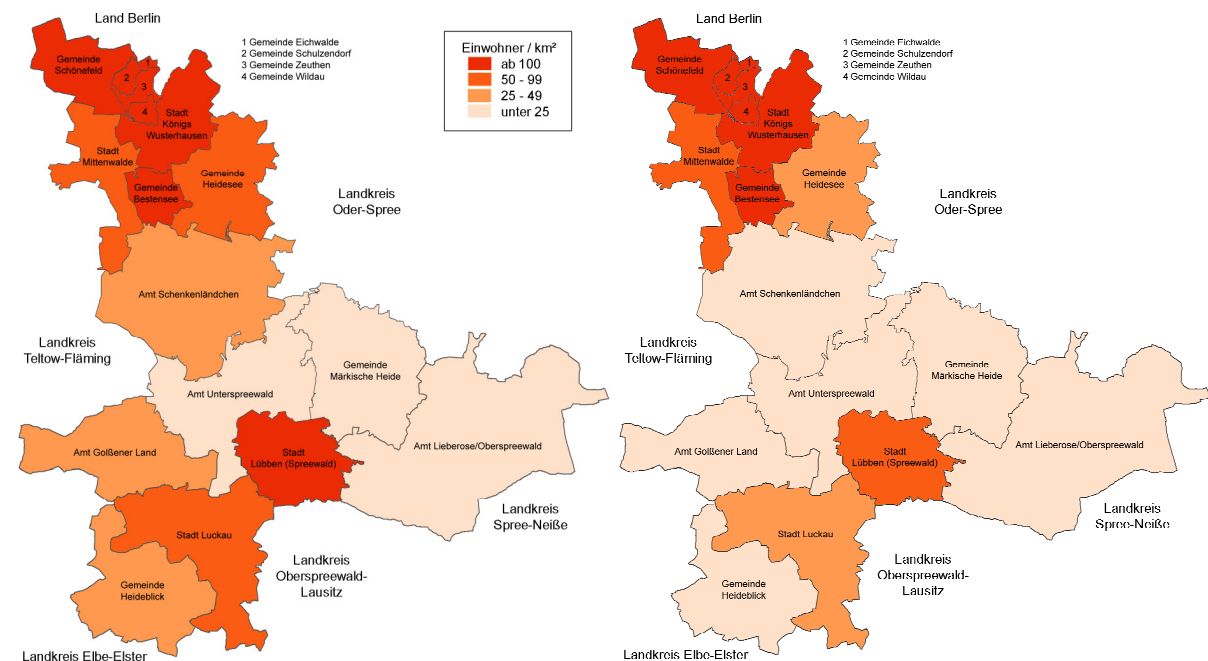 Land Berlin
1 Gemeinde Eichwalde
2 Gemeinde Schulzendorf
3 Gemeinde Zeuthen
4 Gemeinde Wildau
Einwohner / km²
ab 100
50 - 99
25 - 49
unter 25
Gemeinde
Schönefeld
1
2
3
4
Stadt
Königs
Wusterhausen
Stadt
Mittenwalde
Gemeinde
Heidesee
Gemeinde
Bestensee
Landkreis
Oder-Spree
Amt Schenkenländchen
Landkreis
Teltow-Fläming
Gemeinde
Märkische Heide
Amt Unterspreewald
Amt Golßener Land
Stadt
Lübben (Spreewald)
Amt Lieberose/Oberspreewald
Landkreis
Spree-Neiße
Stadt Luckau
Landkreis
Oberspreewald-
Lausitz
Gemeinde
Heideblick
Landkreis Elbe-Elster
Land Berlin
1 Gemeinde Eichwalde
2 Gemeinde Schulzendorf
3 Gemeinde Zeuthen
4 Gemeinde Wildau
Gemeinde
Schönefeld
1
2
3
4
Stadt
Königs
Wusterhausen
Stadt
Mittenwalde
Gemeinde
Heidesee
Gemeinde
Bestensee
Landkreis
Oder-Spree
Amt Schenkenländchen
Landkreis
Teltow-Fläming
Gemeinde
Märkische Heide
Amt Unterspreewald
Amt Golßener Land
Stadt
Lübben (Spreewald)
Amt Lieberose/Oberspreewald
Landkreis
Spree-Neiße
Stadt Luckau
Landkreis
Oberspreewald-
Lausitz
Gemeinde
Heideblick
Landkreis Elbe-Elster